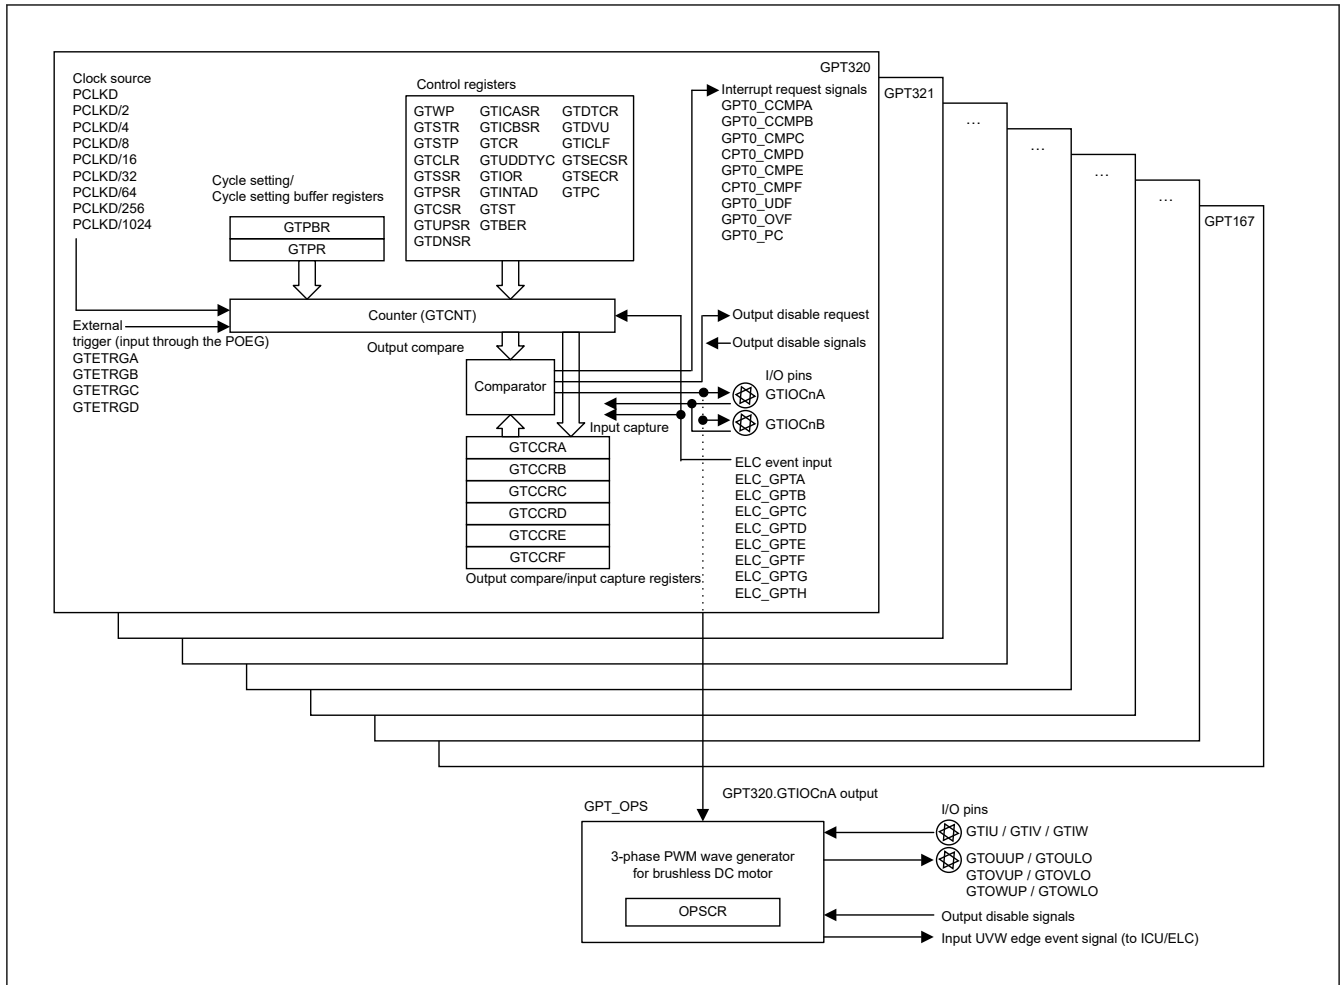 GPT320
GPT321
…
…
…
…
GPT167
Clock source
PCLKD
PCLKD/2
PCLKD/4
PCLKD/8
PCLKD/16
PCLKD/32
PCLKD/64
PCLKD/256
PCLKD/1024
Cycle setting/
Cycle setting buffer registers
GTPBR
GTPR
Control registers
GTWP GTICASR GTDTCR
GTSTR GTICBSR GTDVU
GTSTP GTCR GTICLF
GTCLR GTUDDTYC GTSECSR
GTSSR GTIOR GTSECR
GTPSR GTINTAD GTPC
GTCSR GTST
GTUPSR GTBER
GTDNSR
Interrupt request signals
GPT0_CCMPA
GPT0_CCMPB
GPT0_CMPC
CPT0_CMPD
GPT0_CMPE
CPT0_CMPF
GPT0_UDF
GPT0_OVF
GPT0_PC
Counter (GTCNT)
External
trigger (input through the POEG)
GTETRGA
GTETRGB
GTETRGC
GTETRGD
Output compare
Comparator
Output disable request
Output disable signals
I/O pins
GTIOCnA
GTIOCnB
Input capture
GTCCRA
GTCCRB
GTCCRC
GTCCRD
GTCCRE
GTCCRF
Output compare/input capture registers
ELC event input
ELC_GPTA
ELC_GPTB
ELC_GPTC
ELC_GPTD
ELC_GPTE
ELC_GPTF
ELC_GPTG
ELC_GPTH
GPT320.GTIOCnA output
GPT_OPS
3-phase PWM wave generator
for brushless DC motor
OPSCR
I/O pins
GTIU / GTIV / GTIW
GTOUUP / GTOULO
GTOVUP / GTOVLO
GTOWUP / GTOWLO
Output disable signals
Input UVW edge event signal (to ICU/ELC)